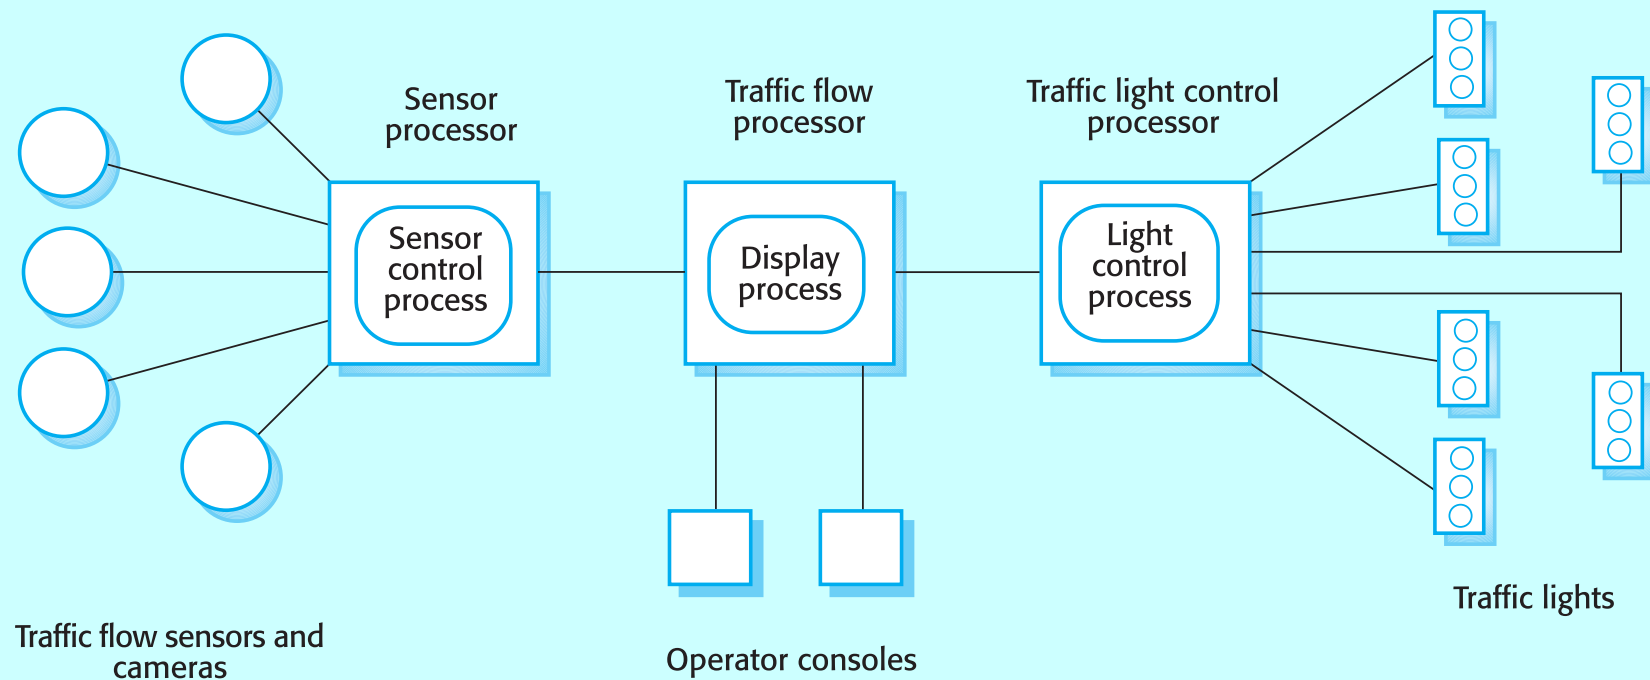 Sensor
processor
Traffic flow
processor
Traffic light control
processor
Sensor
control
process
Display
process
Light
control
process
Traffic flow sensors and
cameras
Operator consoles
Traffic lights